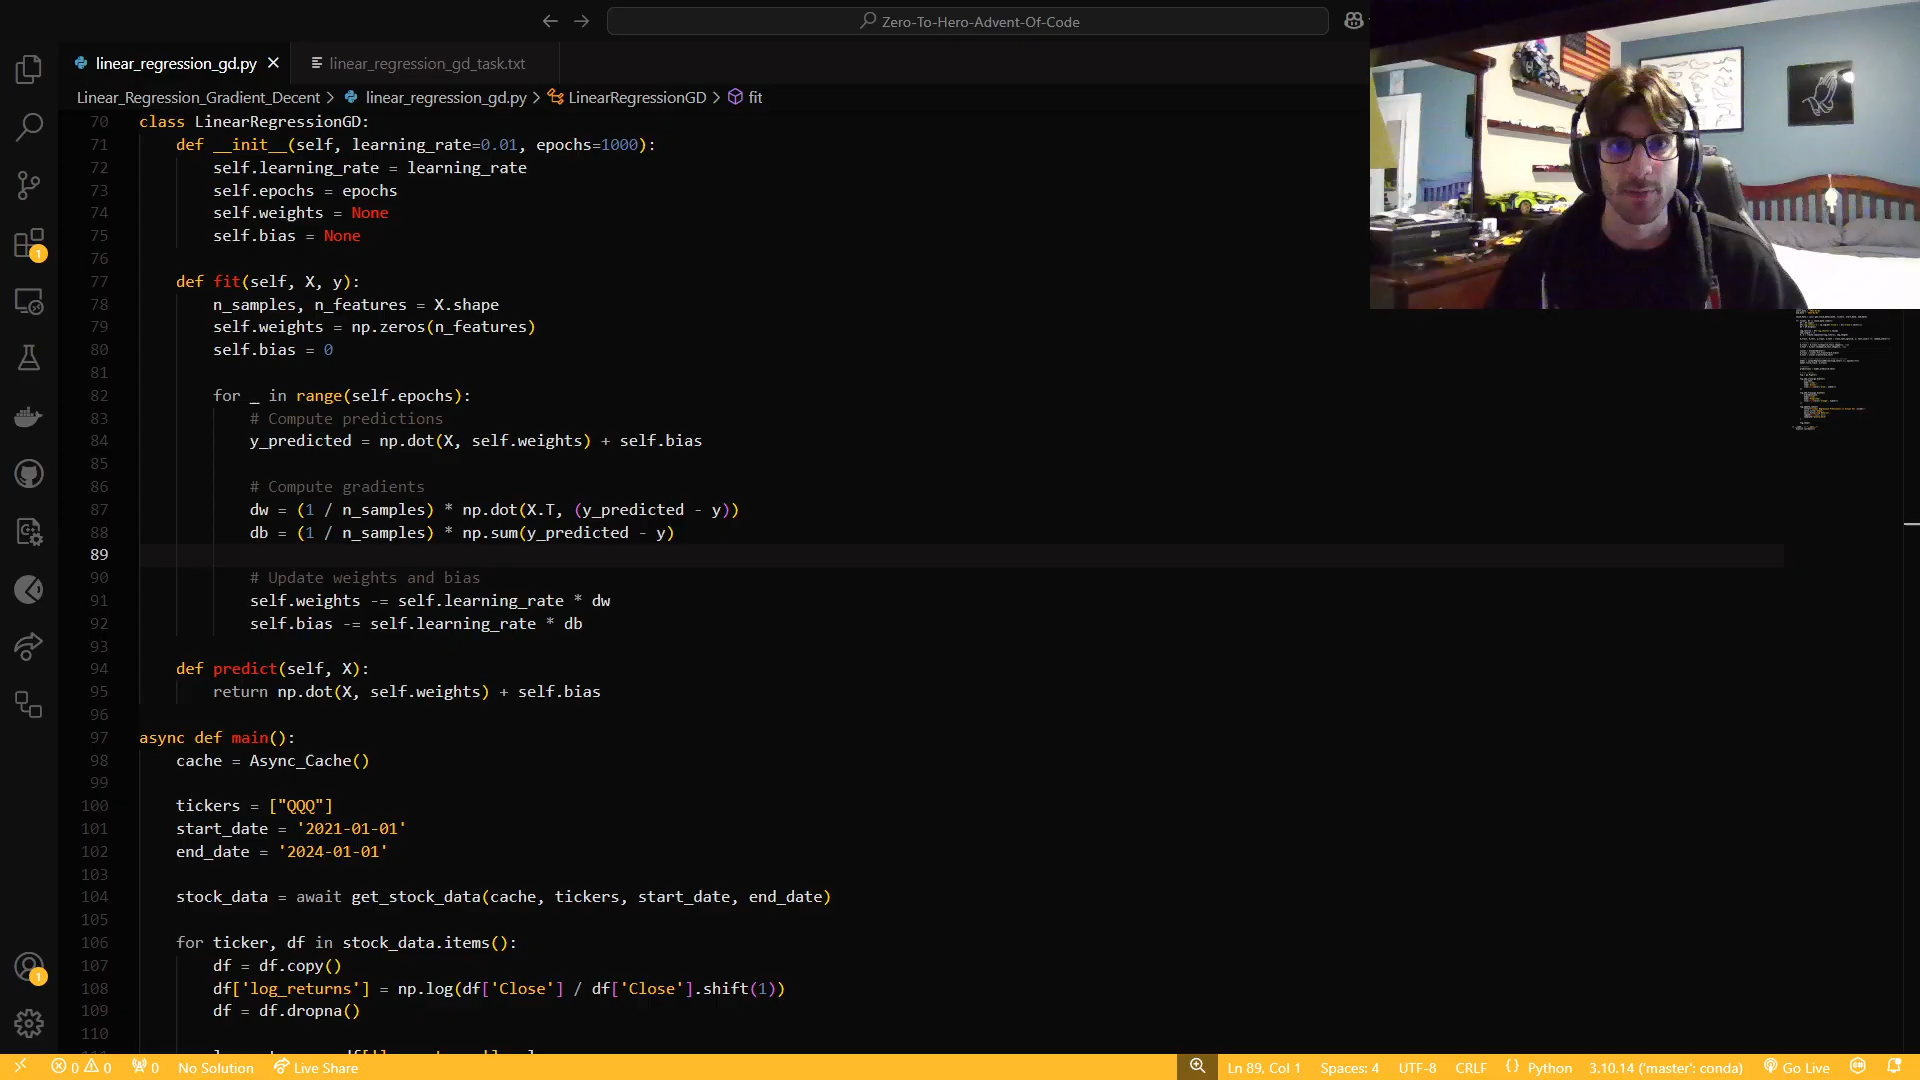 Zero-To-Hero-Advent-Of-Code
linear_regression_gd.py
linear_regression_gd_task.txt
Linear_Regression_Gradient_Decent > linear_regression_gd.py > LinearRegressionGD > fit
70 class LinearRegressionGD:
71 def __init__(self, learning_rate=0.01, epochs=1000):
72 self.learning_rate = learning_rate
73 self.epochs = epochs
74 self.weights = None
75 self.bias = None
76
77 def fit(self, X, y):
78 n_samples, n_features = X.shape
79 self.weights = np.zeros(n_features)
80 self.bias = 0
81
82 for _ in range(self.epochs):
83 # Compute predictions
84 y_predicted = np.dot(X, self.weights) + self.bias
85
86 # Compute gradients
87 dw = (1 / n_samples) * np.dot(X.T, (y_predicted - y))
88 db = (1 / n_samples) * np.sum(y_predicted - y)
89
90 # Update weights and bias
91 self.weights -= self.learning_rate * dw
92 self.bias -= self.learning_rate * db
93
94 def predict(self, X):
95 return np.dot(X, self.weights) + self.bias
96
97 async def main():
98 cache = Async_Cache()
99
100 tickers = ["QQQ"]
101 start_date = '2021-01-01'
102 end_date = '2024-01-01'
103
104 stock_data = await get_stock_data(cache, tickers, start_date, end_date)
105
106 for ticker, df in stock_data.items():
107 df = df.copy()
108 df['log_returns'] = np.log(df['Close'] / df['Close'].shift(1))
109 df = df.dropna()
110
1
1
0 0 0 No Solution Live Share Ln 89, Col 1 Spaces: 4 UTF-8 CRLF Python 3.10.14 ('master': conda) Go Live